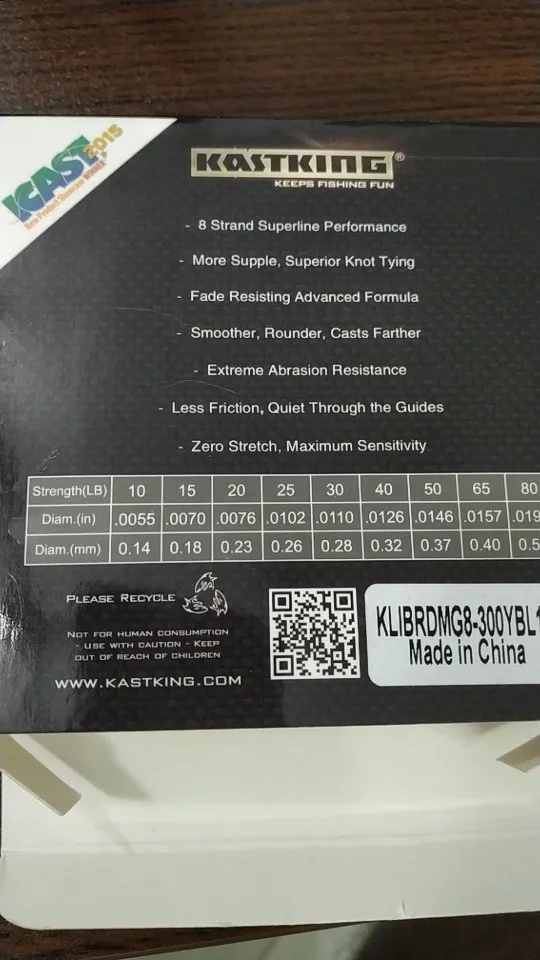 ICAST 2015
New Product Showcase WINNER
KASTKING®
KEEPS FISHING FUN
- 8 Strand Superline Performance
- More Supple, Superior Knot Tying
- Fade Resisting Advanced Formula
- Smoother, Rounder, Casts Farther
- Extreme Abrasion Resistance
- Less Friction, Quiet Through the Guides
- Zero Stretch, Maximum Sensitivity
Strength(LB) 10 15 20 25 30 40 50 65 80
Diam.(in) .0055 .0070 .0076 .0102 .0110 .0126 .0146 .0157 .019
Diam.(mm) 0.14 0.18 0.23 0.26 0.28 0.32 0.37 0.40 0.5
PLEASE RECYCLE
NOT FOR HUMAN CONSUMPTION
- USE WITH CAUTION - KEEP
OUT OF REACH OF CHILDREN
WWW.KASTKING.COM
KLIBRDMG8-300YBL1
Made in China